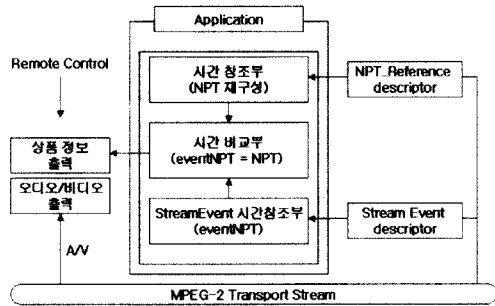 Application
Remote Control
시간 참조부
(NPT 재구성)
NPT_Reference
descriptor
상품 정보
출력
시간 비교부
(eventNPT = NPT)
오디오/비디오
출력
StreamEvent 시간참조부
(eventNPT)
Stream Event
descriptor
A/V
MPEG-2 Transport Stream